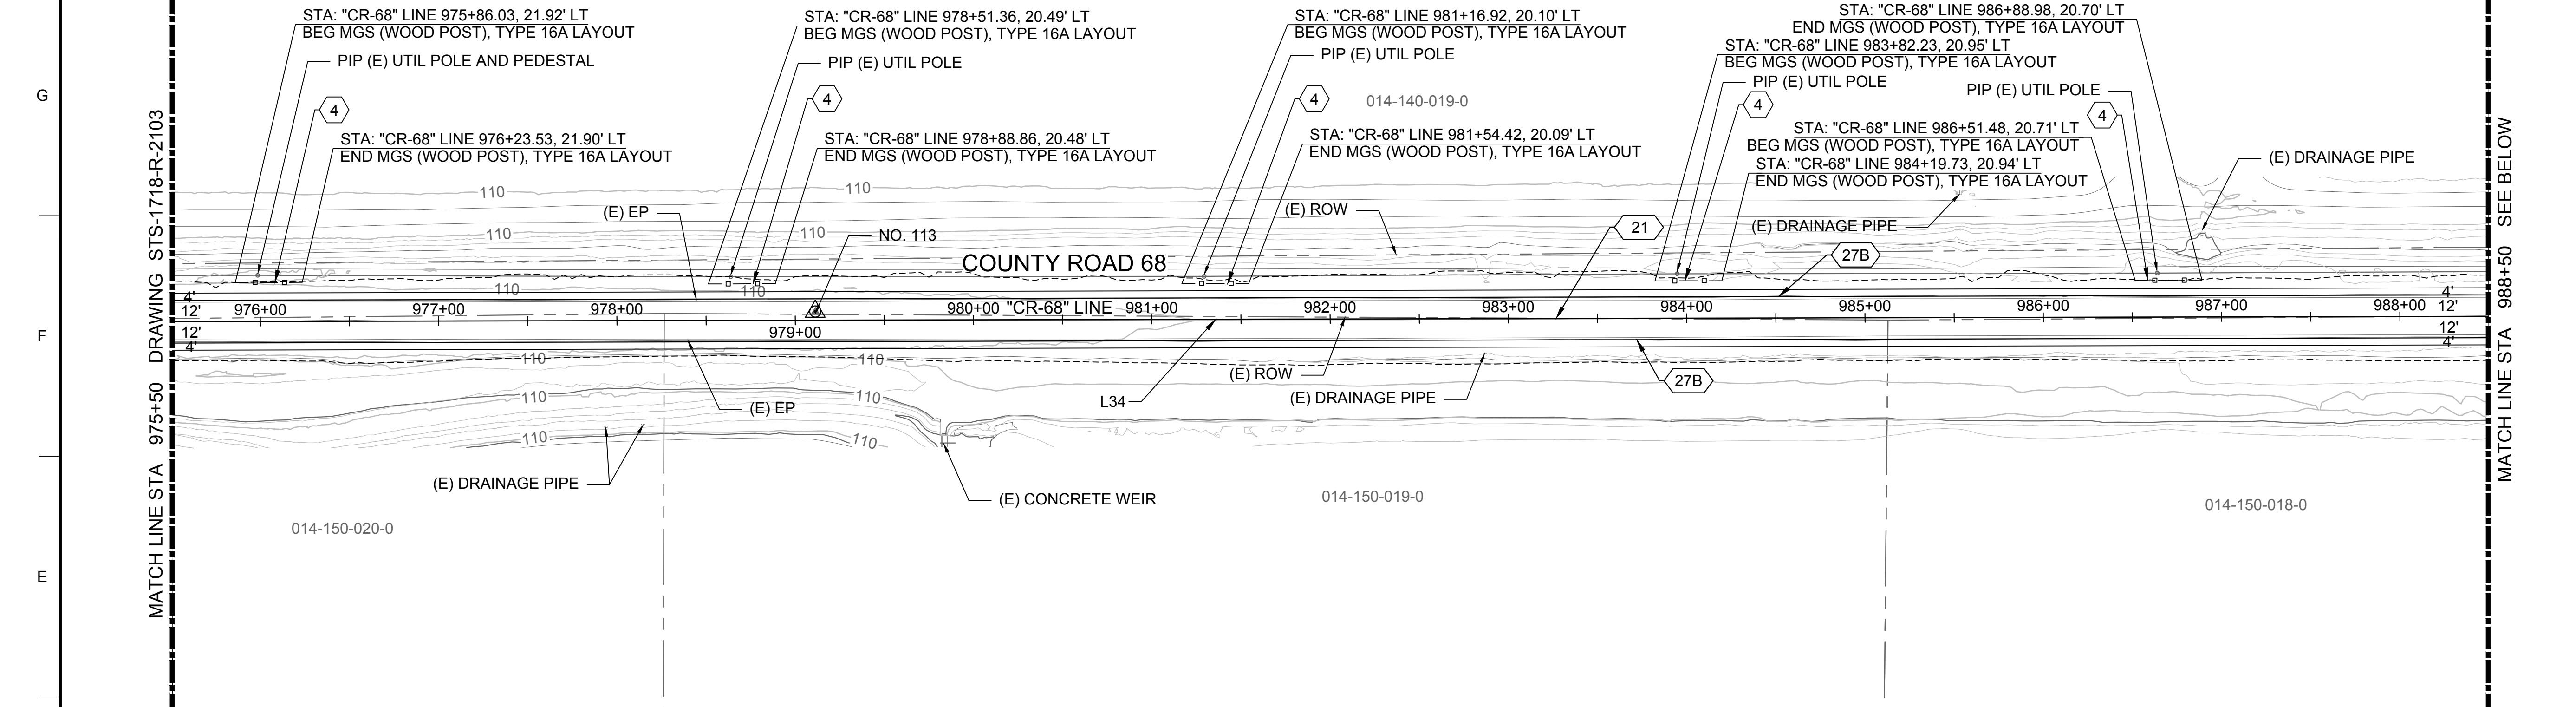 STA: "CR-68" LINE 975+86.03, 21.92' LT
BEG MGS (WOOD POST), TYPE 16A LAYOUT
PIP (E) UTIL POLE AND PEDESTAL
4
STA: "CR-68" LINE 976+23.53, 21.90' LT
END MGS (WOOD POST), TYPE 16A LAYOUT
STA: "CR-68" LINE 978+51.36, 20.49' LT
BEG MGS (WOOD POST), TYPE 16A LAYOUT
PIP (E) UTIL POLE
4
STA: "CR-68" LINE 978+88.86, 20.48' LT
END MGS (WOOD POST), TYPE 16A LAYOUT
STA: "CR-68" LINE 981+16.92, 20.10' LT
BEG MGS (WOOD POST), TYPE 16A LAYOUT
PIP (E) UTIL POLE
4
014-140-019-0
STA: "CR-68" LINE 981+54.42, 20.09' LT
END MGS (WOOD POST), TYPE 16A LAYOUT
STA: "CR-68" LINE 986+88.98, 20.70' LT
END MGS (WOOD POST), TYPE 16A LAYOUT
STA: "CR-68" LINE 983+82.23, 20.95' LT
BEG MGS (WOOD POST), TYPE 16A LAYOUT
PIP (E) UTIL POLE
PIP (E) UTIL POLE
4
4
STA: "CR-68" LINE 986+51.48, 20.71' LT
BEG MGS (WOOD POST), TYPE 16A LAYOUT
STA: "CR-68" LINE 984+19.73, 20.94' LT
END MGS (WOOD POST), TYPE 16A LAYOUT
(E) DRAINAGE PIPE
G
F
E
MATCH LINE STA 975+50 DRAWING STS-1718-R-2103
MATCH LINE STA 988+50 SEE BELOW
110
110
(E) EP
(E) ROW
21
(E) DRAINAGE PIPE
110
110
NO. 113
27B
COUNTY ROAD 68
110
110
4'
12'
976+00
977+00
978+00
980+00
"CR-68" LINE
981+00
982+00
983+00
984+00
985+00
986+00
987+00
988+00
4'
12'
12'
4'
979+00
12'
4'
110
110
(E) ROW
27B
110
110
(E) EP
L34
(E) DRAINAGE PIPE
110
110
(E) DRAINAGE PIPE
(E) CONCRETE WEIR
014-150-020-0
014-150-019-0
014-150-018-0